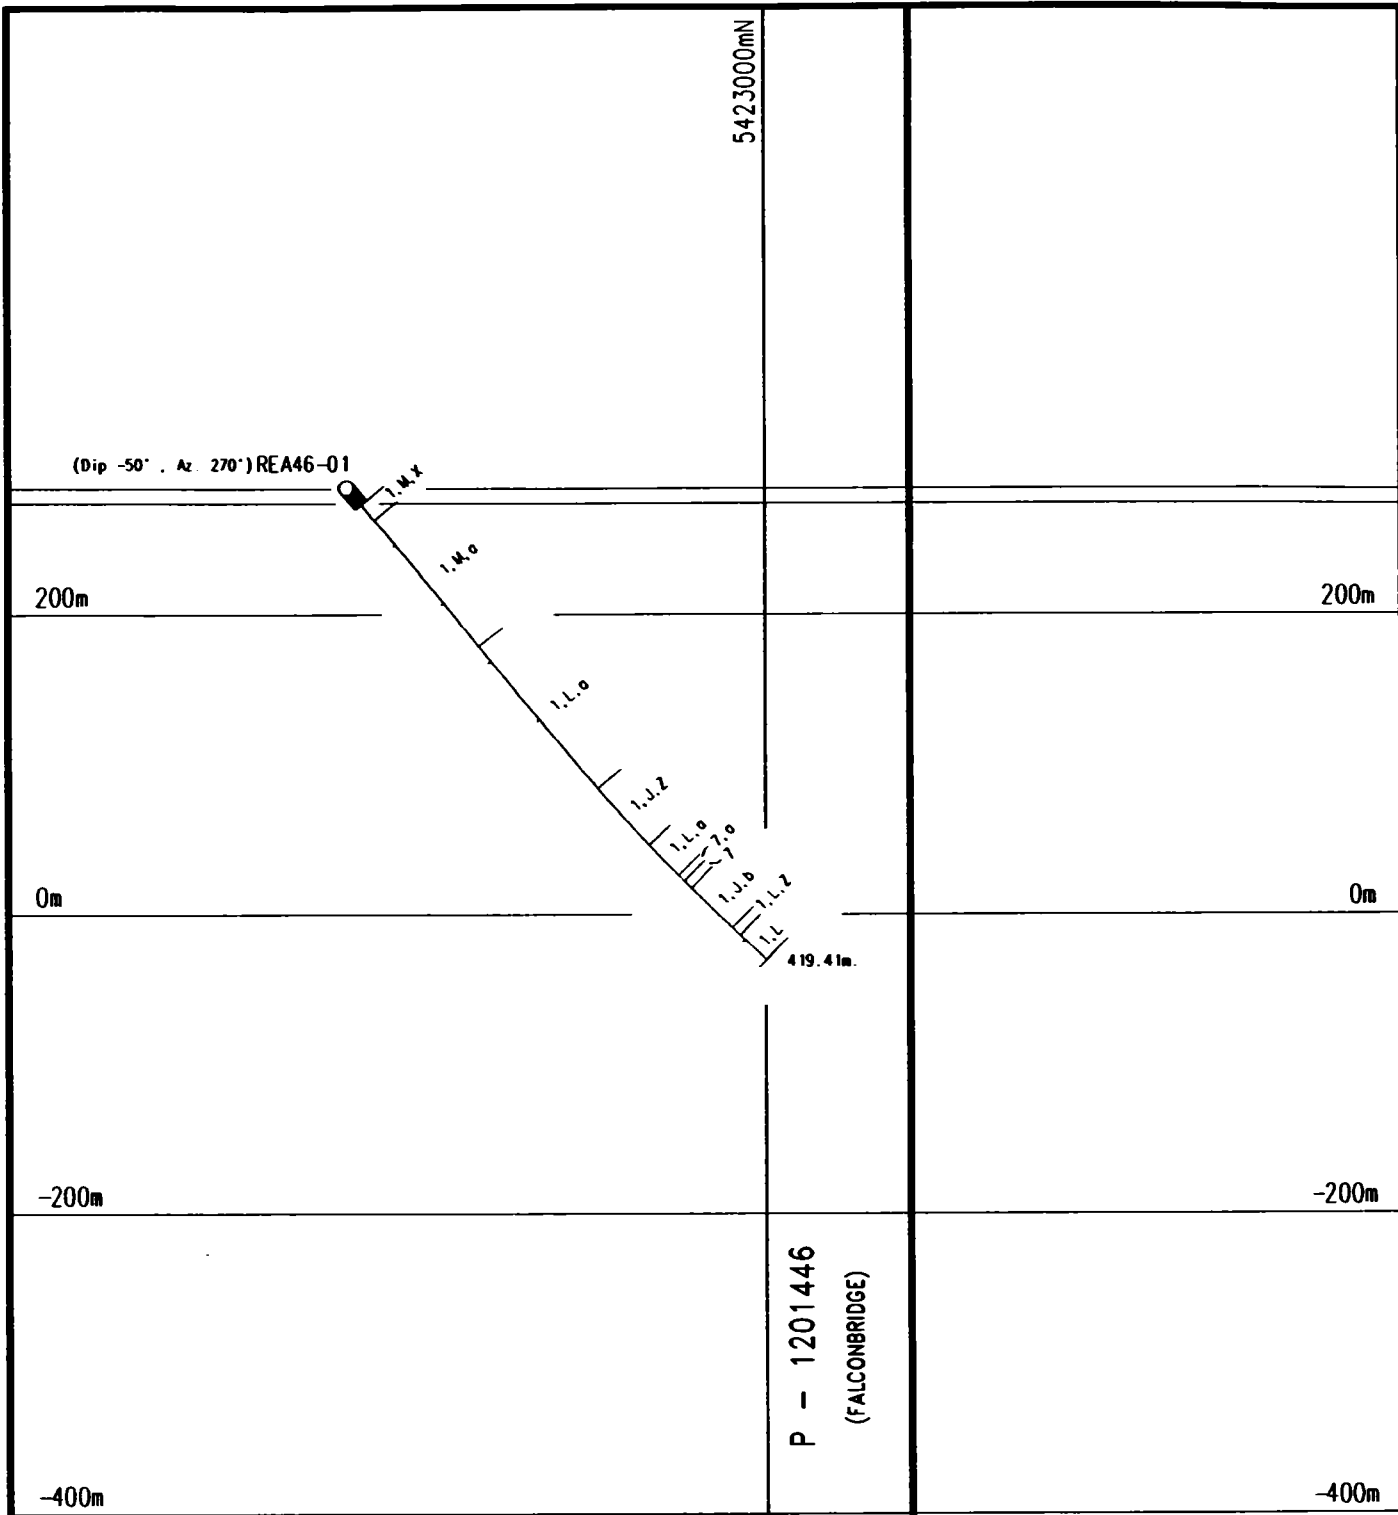 5423000mN
(Dip -50° . Az. 270°) REA46-01
1,M,X
1,M,a
200m
200m
1,L,a
1,J,Z
1,L,a
7,a
7
1,J,b
1,L,Z
0m
0m
1,L
419.41m.
-200m
-200m
P - 1201446
(FALCONBRIDGE)
-400m
-400m